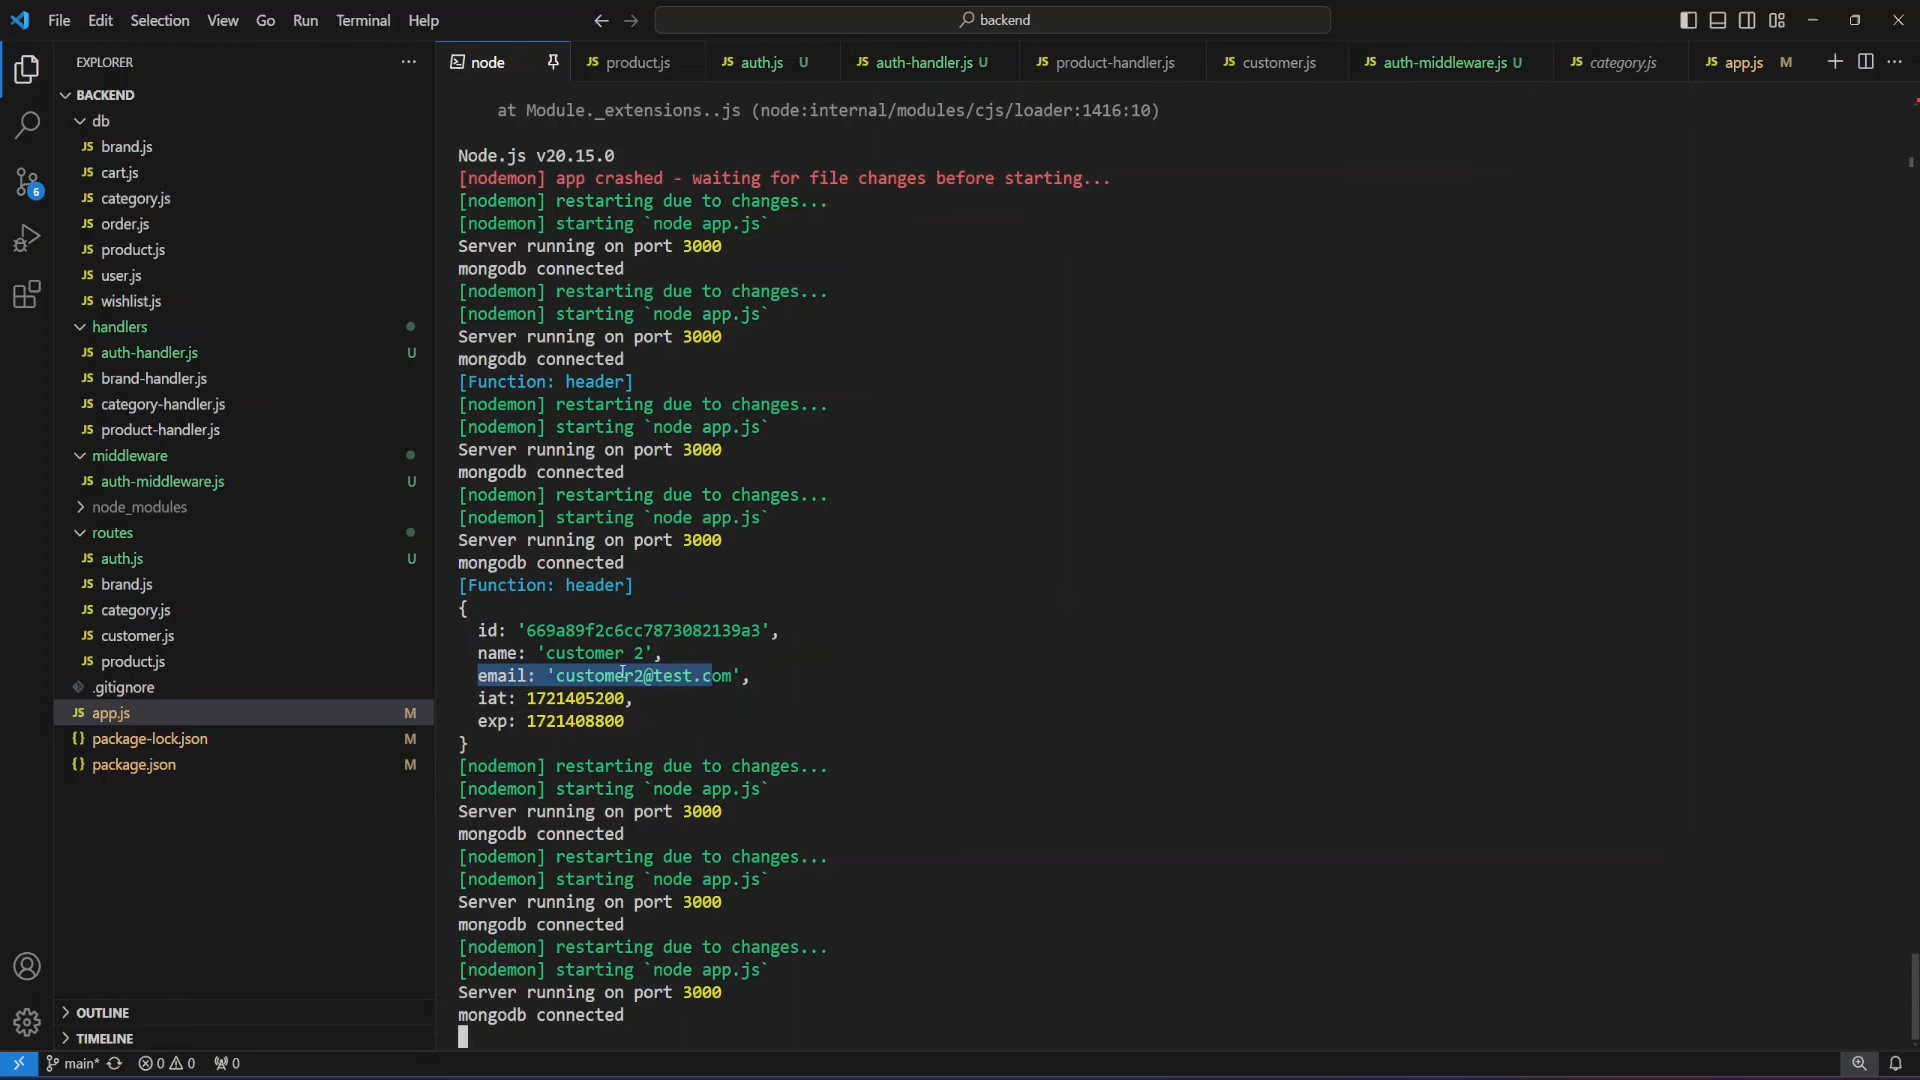 File Edit Selection View Go Run Terminal Help
backend
EXPLORER
node
product.js
auth.js U
auth-handler.js U
product-handler.js
customer.js
auth-middleware.js U
category.js
app.js M
BACKEND
db
brand.js
cart.js
category.js
order.js
product.js
user.js
wishlist.js
handlers
auth-handler.js U
brand-handler.js
category-handler.js
product-handler.js
middleware
auth-middleware.js U
node_modules
routes
auth.js U
brand.js
category.js
customer.js
product.js
.gitignore
app.js M
package-lock.json M
package.json M
OUTLINE
TIMELINE
6
at Module._extensions..js (node:internal/modules/cjs/loader:1416:10)
Node.js v20.15.0
[nodemon] app crashed - waiting for file changes before starting...
[nodemon] restarting due to changes...
[nodemon] starting `node app.js`
Server running on port 3000
mongodb connected
[nodemon] restarting due to changes...
[nodemon] starting `node app.js`
Server running on port 3000
mongodb connected
[Function: header]
[nodemon] restarting due to changes...
[nodemon] starting `node app.js`
Server running on port 3000
mongodb connected
[nodemon] restarting due to changes...
[nodemon] starting `node app.js`
Server running on port 3000
mongodb connected
[Function: header]
{
id: '669a89f2c6cc7873082139a3',
name: 'customer 2',
email: 'customer2@test.com',
iat: 1721405200,
exp: 1721408800
}
[nodemon] restarting due to changes...
[nodemon] starting `node app.js`
Server running on port 3000
mongodb connected
[nodemon] restarting due to changes...
[nodemon] starting `node app.js`
Server running on port 3000
mongodb connected
[nodemon] restarting due to changes...
[nodemon] starting `node app.js`
Server running on port 3000
mongodb connected
main* 0 0 0